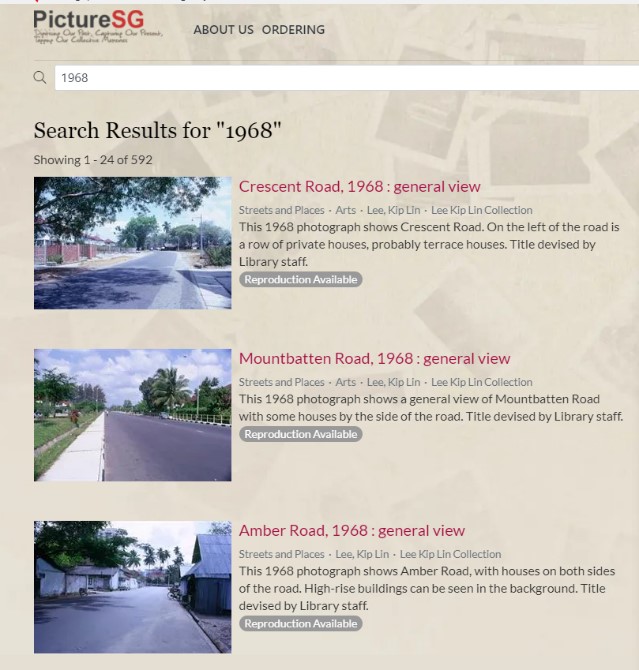 PictureSG
Depicting Our Past, Capturing Our Present,
Tapping Our Collective Memories
ABOUT US ORDERING
1968
Search Results for "1968"
Showing 1 - 24 of 592
Crescent Road, 1968 : general view
Streets and Places · Arts · Lee, Kip Lin · Lee Kip Lin Collection
This 1968 photograph shows Crescent Road. On the left of the road is
a row of private houses, probably terrace houses. Title devised by
Library staff.
Reproduction Available
Mountbatten Road, 1968 : general view
Streets and Places · Arts · Lee, Kip Lin · Lee Kip Lin Collection
This 1968 photograph shows a general view of Mountbatten Road
with some houses by the side of the road. Title devised by Library staff.
Reproduction Available
Amber Road, 1968 : general view
Streets and Places · Lee, Kip Lin · Lee Kip Lin Collection
This 1968 photograph shows Amber Road, with houses on both sides
of the road. High-rise buildings can be seen in the background. Title
devised by Library staff.
Reproduction Available